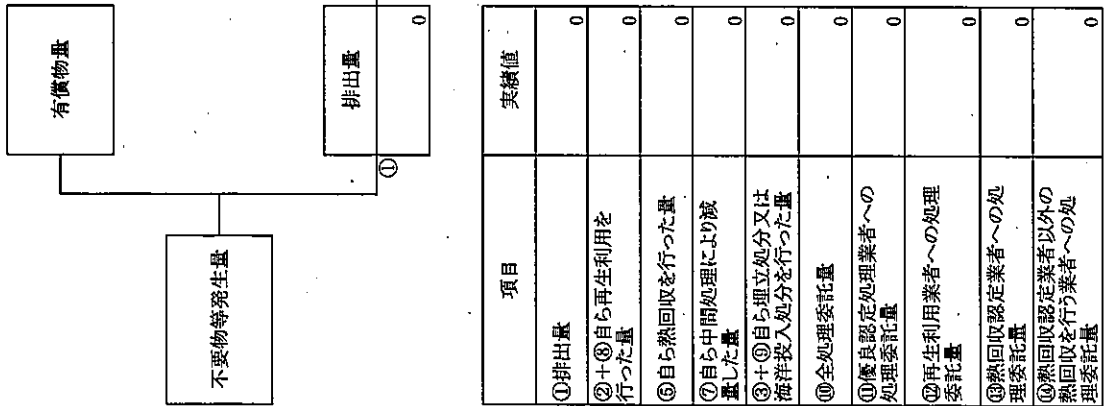 有償物量
不要物等発生量
①
排出量
0
項目
実績値
①排出量
0
②+⑧自ら再生利用を
行った量
0
⑤自ら熱回収を行った量
0
⑦自ら中間処理により減
量した量
0
③+⑨自ら埋立処分又は
海洋投入処分を行った量
0
⑩全処理委託量
0
⑪優良認定処理業者への
処理委託量
0
⑫再生利用業者への処理
委託量
0
⑬熱回収認定業者への処
理委託量
0
⑭熱回収認定業者以外の
熱回収を行う業者への処
理委託量
0